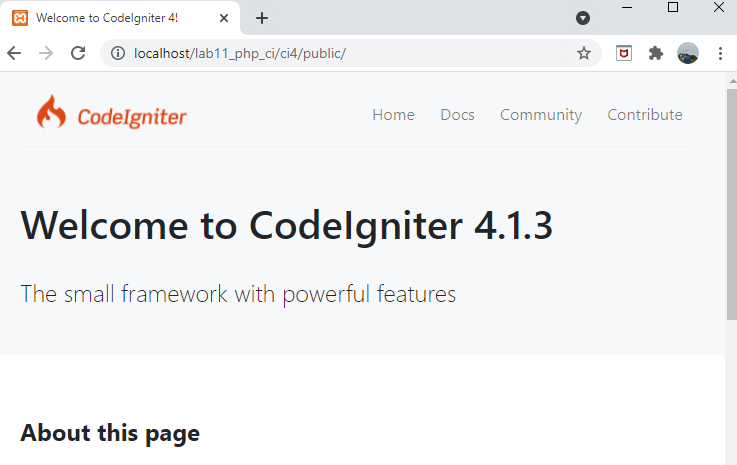 Welcome to CodeIgniter 4!
localhost/lab11_php_ci/ci4/public/
CodeIgniter
Home Docs Community Contribute
Welcome to CodeIgniter 4.1.3
The small framework with powerful features
About this page